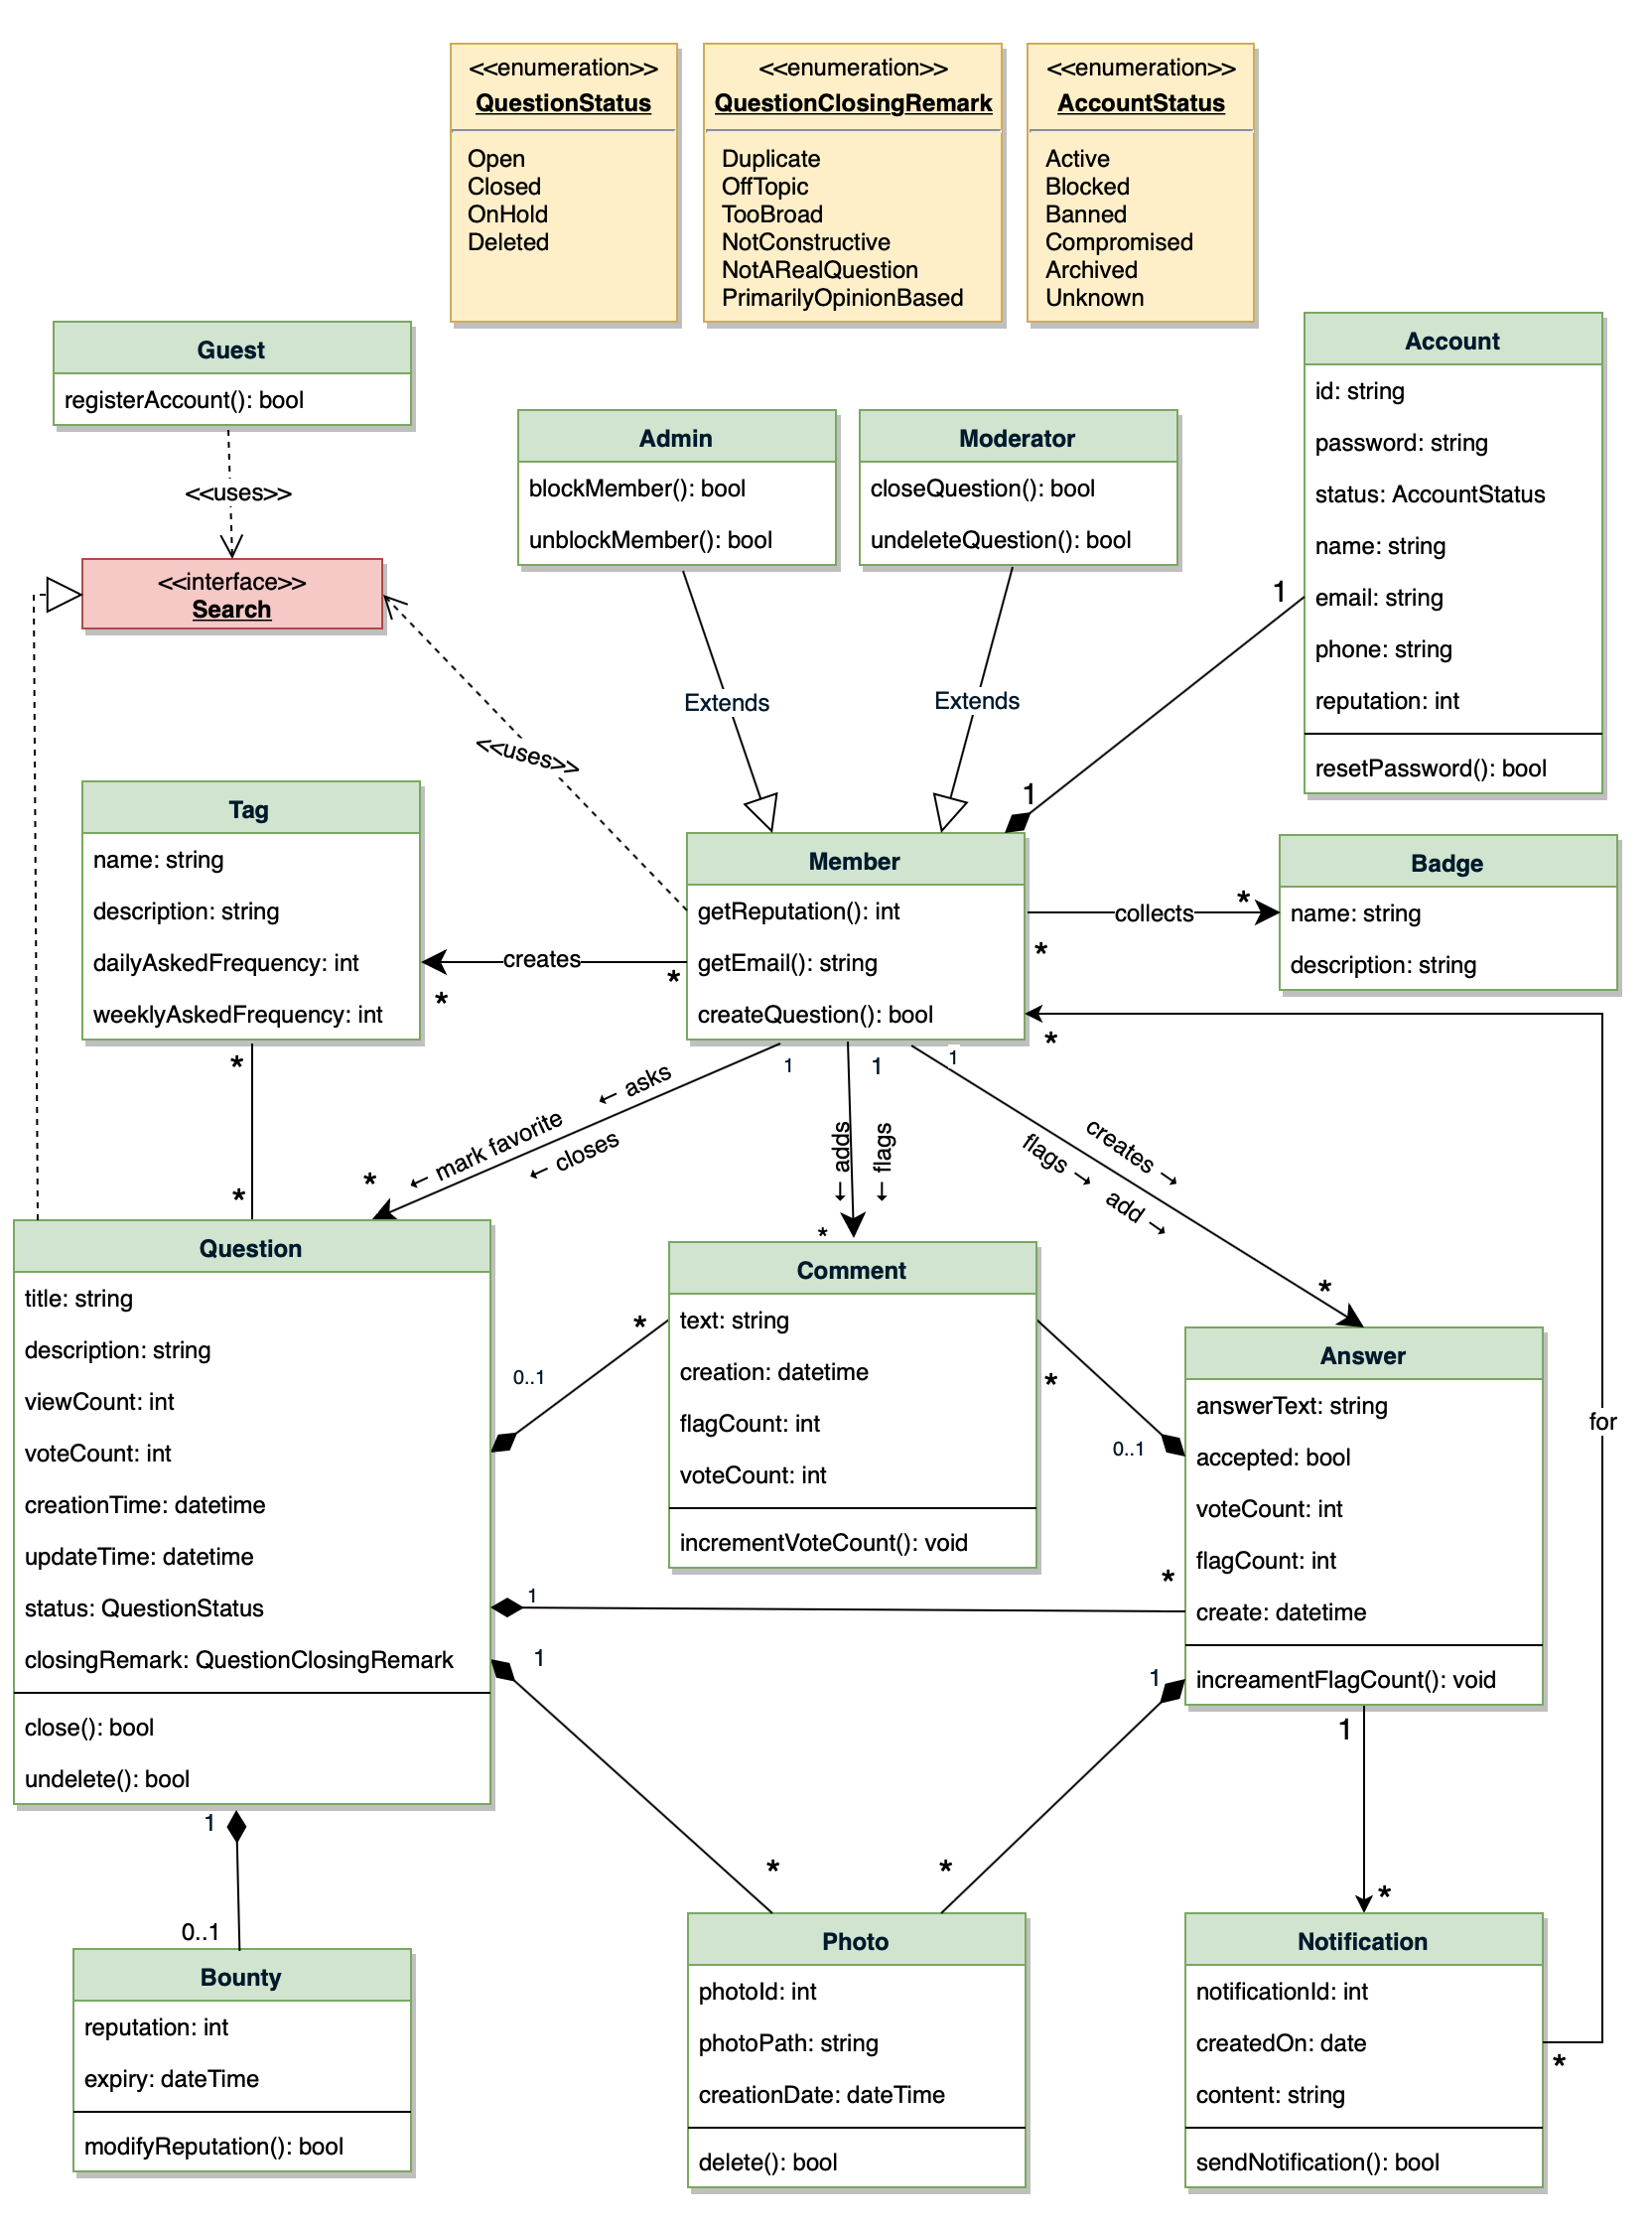 <<enumeration>>
QuestionStatus
Open
Closed
OnHold
Deleted
<<enumeration>>
QuestionClosingRemark
Duplicate
OffTopic
TooBroad
NotConstructive
NotARealQuestion
PrimarilyOpinionBased
<<enumeration>>
AccountStatus
Active
Blocked
Banned
Compromised
Archived
Unknown
Guest
registerAccount(): bool
<<uses>>
<<interface>>
Search
Admin
blockMember(): bool
unblockMember(): bool
Extends
Moderator
closeQuestion(): bool
undeleteQuestion(): bool
Extends
Account
id: string
password: string
status: AccountStatus
name: string
email: string
phone: string
reputation: int
resetPassword(): bool
1
1
<<uses>>
Tag
name: string
description: string
dailyAskedFrequency: int
weeklyAskedFrequency: int
creates
*
*
Member
getReputation(): int
getEmail(): string
createQuestion(): bool
collects
*
*
Badge
name: string
description: string
*
*
*
1
1
1
← asks
← mark favorite
← closes
*
← adds
← flags
*
creates →
flags →
add →
*
Question
title: string
description: string
viewCount: int
voteCount: int
creationTime: datetime
updateTime: datetime
status: QuestionStatus
closingRemark: QuestionClosingRemark
close(): bool
undelete(): bool
*
0..1
Comment
text: string
creation: datetime
flagCount: int
voteCount: int
incrementVoteCount(): void
*
0..1
Answer
answerText: string
accepted: bool
voteCount: int
flagCount: int
create: datetime
increamentFlagCount(): void
for
1
*
1
1
1
*
*
*
1
0..1
Bounty
reputation: int
expiry: dateTime
modifyReputation(): bool
Photo
photoId: int
photoPath: string
creationDate: dateTime
delete(): bool
Notification
notificationId: int
createdOn: date
content: string
sendNotification(): bool
*